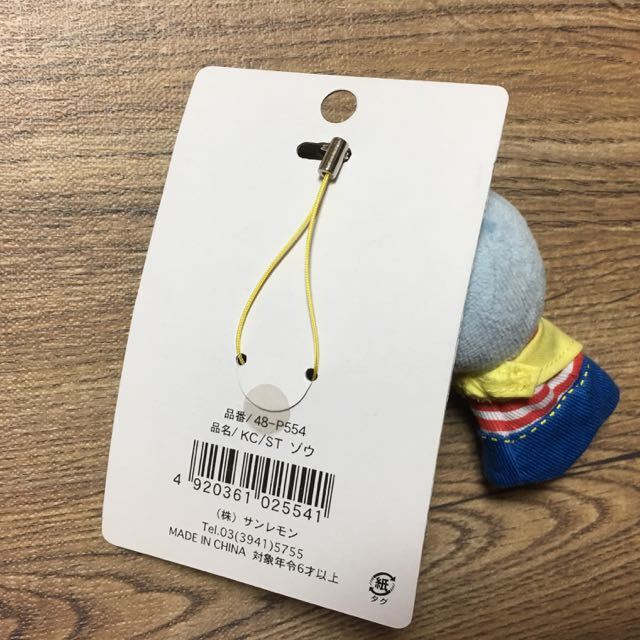 品番/48-P554
品名/KC/ST ゾウ
4 920361 025541
(株) サンレモン
Tel.03(3941)5755
MADE IN CHINA 対象年令6才以上
紙
タグ